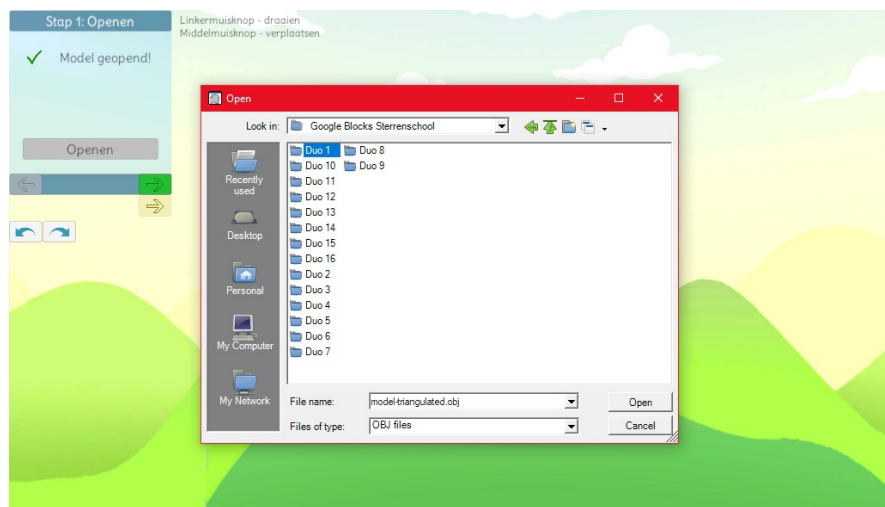 Stap 1: Openen
Model geopend!
Openen
Linkermuisknop - draaien
Middelmuisknop - verplaatsen
Open
Look in:
Google Blocks Sterrenschool
Recently used
Desktop
Personal
My Computer
My Network
Duo 1
Duo 10
Duo 11
Duo 12
Duo 13
Duo 14
Duo 15
Duo 16
Duo 2
Duo 3
Duo 4
Duo 5
Duo 6
Duo 7
Duo 8
Duo 9
File name:
model-triangulated.obj
Open
Files of type:
OBJ files
Cancel